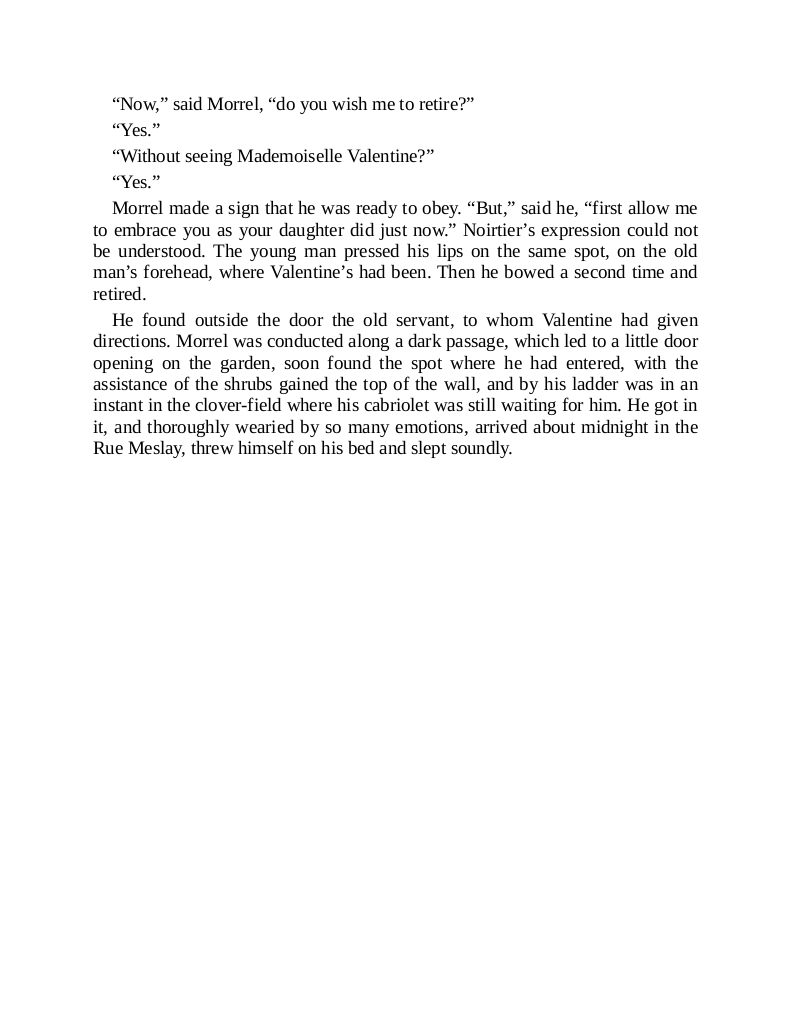 “Now,” said Morrel, “do you wish me to retire?”
“Yes.”
“Without seeing Mademoiselle Valentine?”
“Yes.”
Morrel made a sign that he was ready to obey. “But,” said he, “first allow me
to embrace you as your daughter did just now.” Noirtier’s expression could not
be understood. The young man pressed his lips on the same spot, on the old
man’s forehead, where Valentine’s had been. Then he bowed a second time and
retired.
He found outside the door the old servant, to whom Valentine had given
directions. Morrel was conducted along a dark passage, which led to a little door
opening on the garden, soon found the spot where he had entered, with the
assistance of the shrubs gained the top of the wall, and by his ladder was in an
instant in the clover-field where his cabriolet was still waiting for him. He got in
it, and thoroughly wearied by so many emotions, arrived about midnight in the
Rue Meslay, threw himself on his bed and slept soundly.